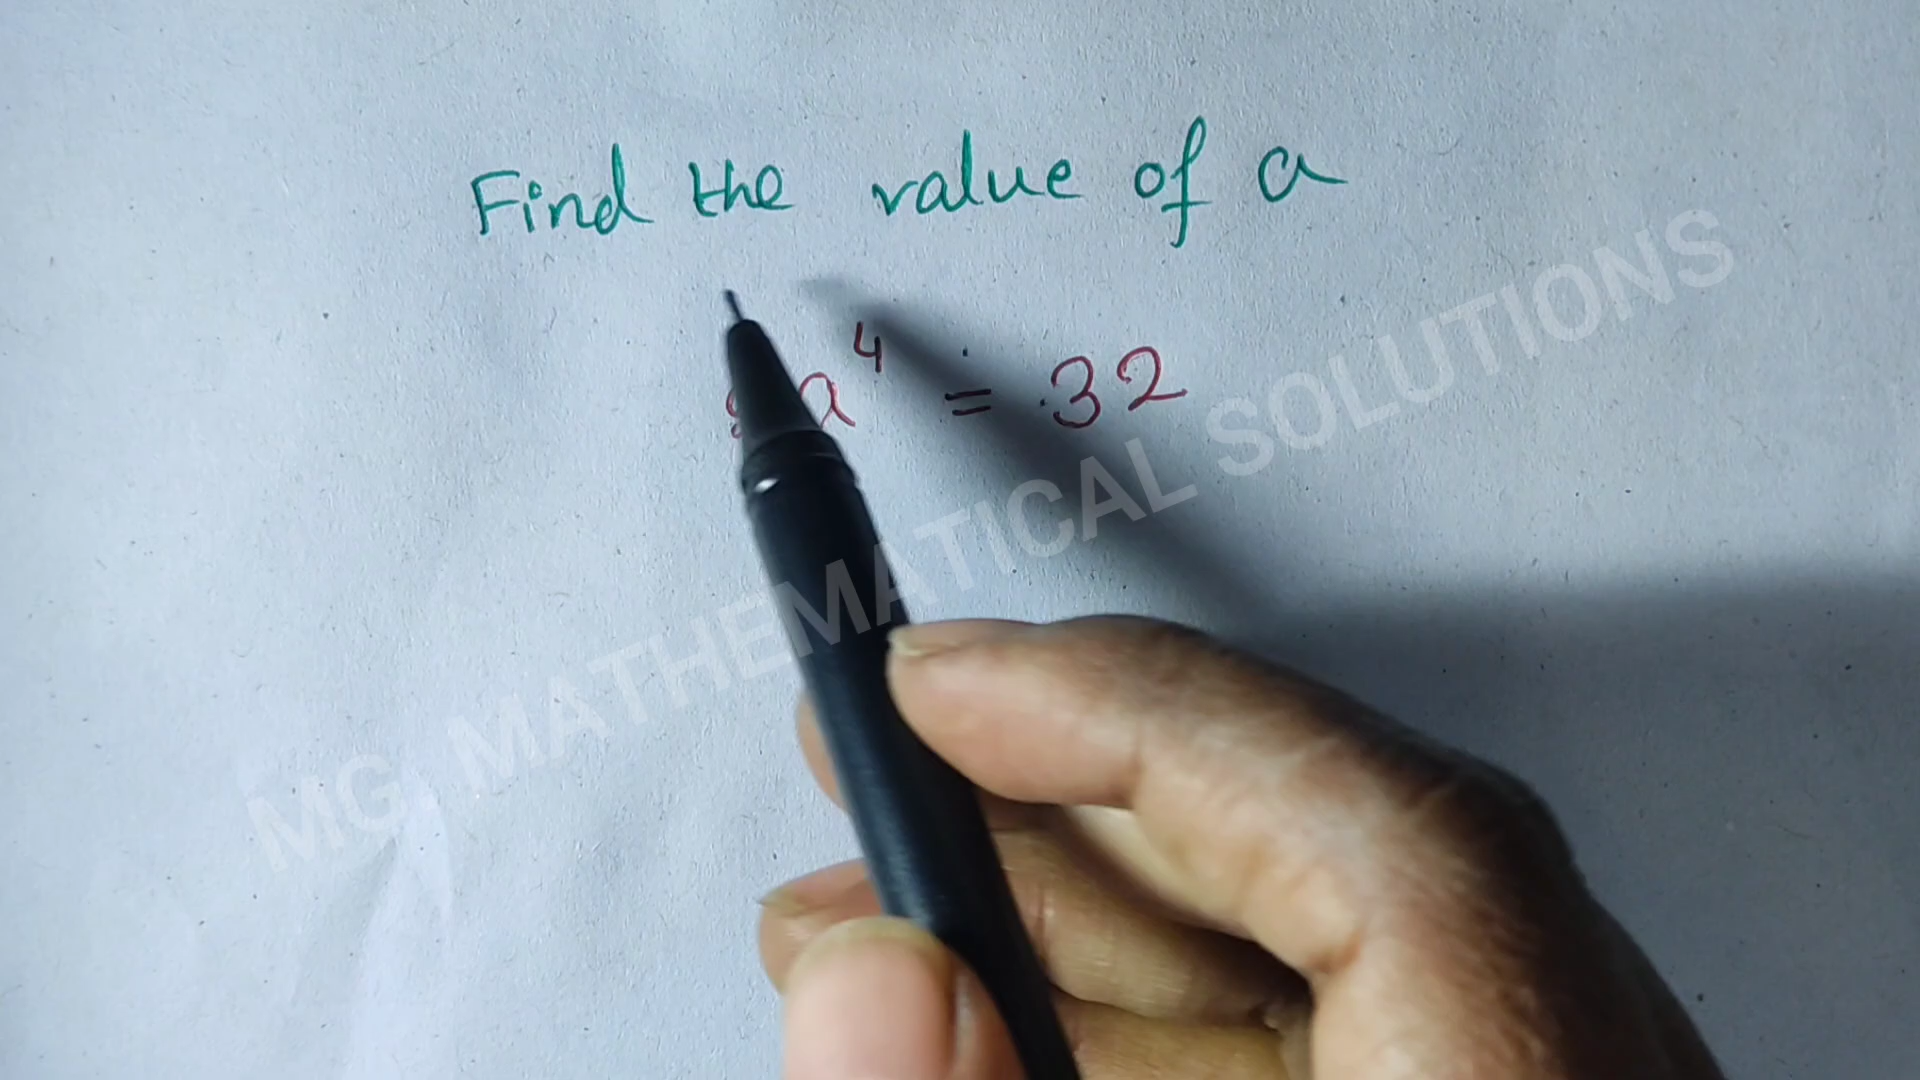 Find the value of a
a⁴ = 32
MG MATHEMATICAL SOLUTIONS